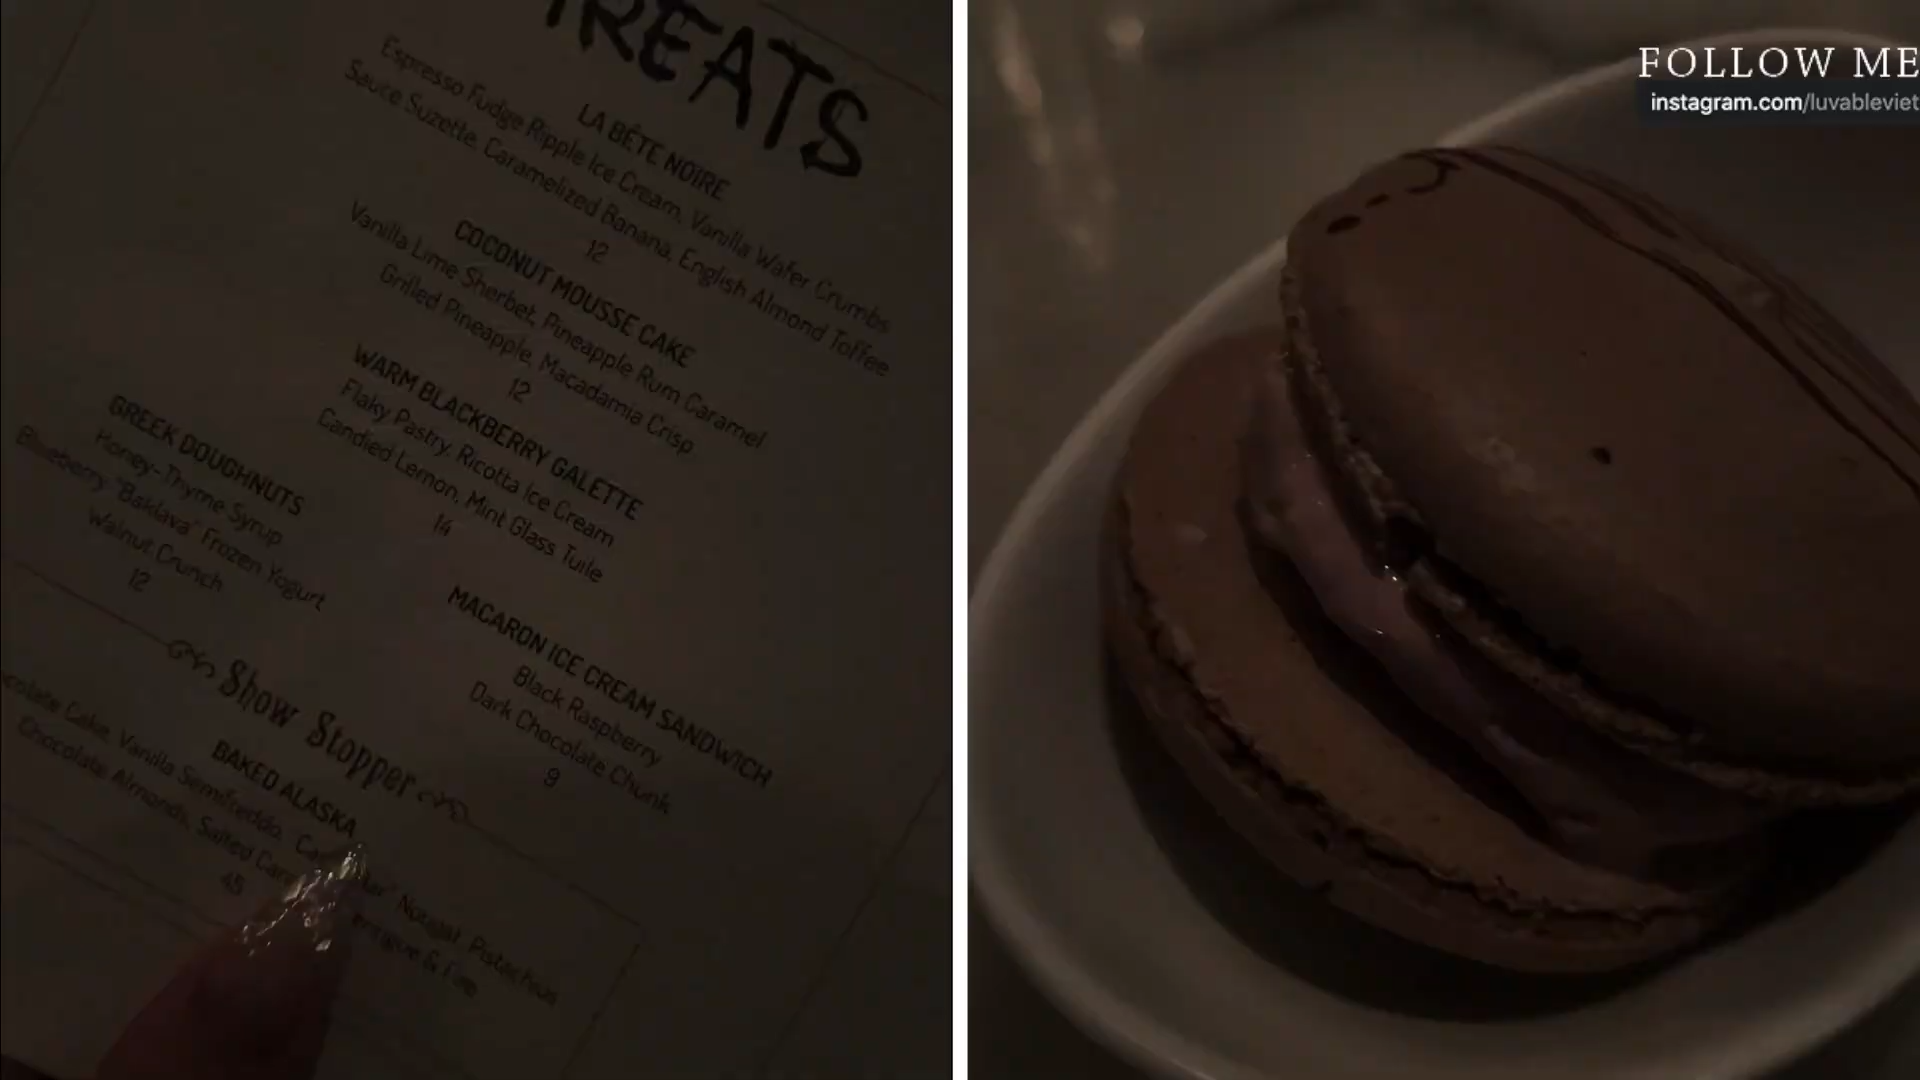 TREATS
LA BÊTE NOIRE
Espresso Fudge Ripple Ice Cream, Vanilla Wafer Crumbs
Sauce Suzette, Caramelized Banana, English Almond Toffee
12
COCONUT MOUSSE CAKE
Vanilla Lime Sherbet, Pineapple Rum Caramel
Grilled Pineapple, Macadamia Crisp
12
WARM BLACKBERRY GALETTE
Flaky Pastry, Ricotta Ice Cream
Candied Lemon, Mint Glass Tuile
14
GREEK DOUGHNUTS
Honey-Thyme Syrup
Blueberry "Baklava" Frozen Yogurt
Walnut Crunch
12
MACARON ICE CREAM SANDWICH
Black Raspberry
Dark Chocolate Chunk
9
Show Stopper
BAKED ALASKA
Cake, Vanilla Semifreddo, Nougat, Pistachios
Chocolate Almonds, Salted & Fire
45
FOLLOW ME
instagram.com/luvableviet